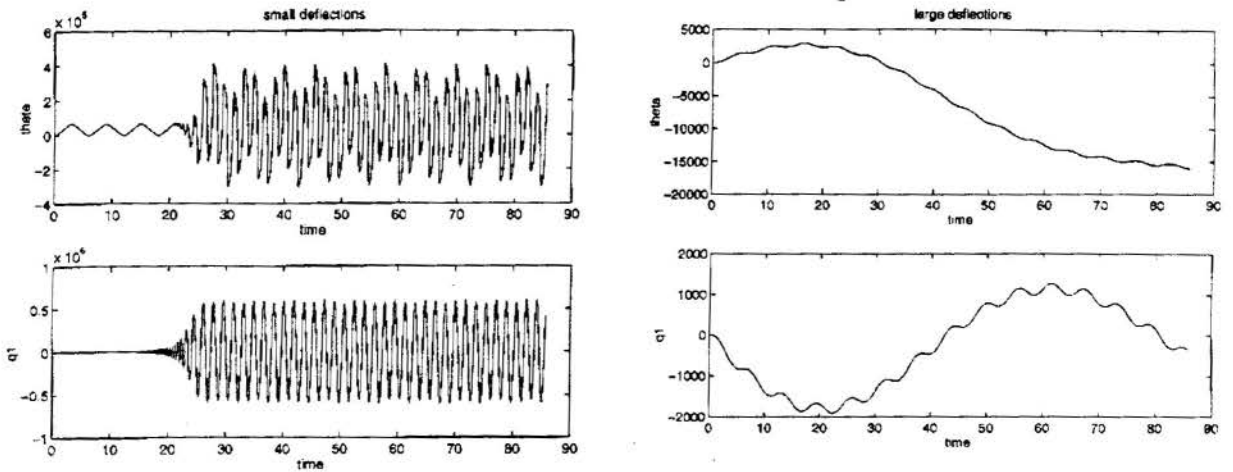 small deflections
× 10⁵
6
4
2
0
−2
−4
theta
0 10 20 30 40 50 60 70 80 90
time
× 10⁶
1
0.5
0
−0.5
−1
q1
0 10 20 30 40 50 60 70 80 90
time
large deflections
5000
0
−5000
−10000
−15000
−20000
theta
0 10 20 30 40 50 60 70 80 90
time
2000
1000
0
−1000
−2000
q1
0 10 20 30 40 50 60 70 80 90
time